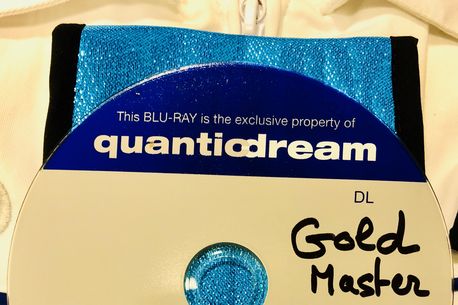 This BLU-RAY is the exclusive property of
quanticdream
DL
Gold
Master